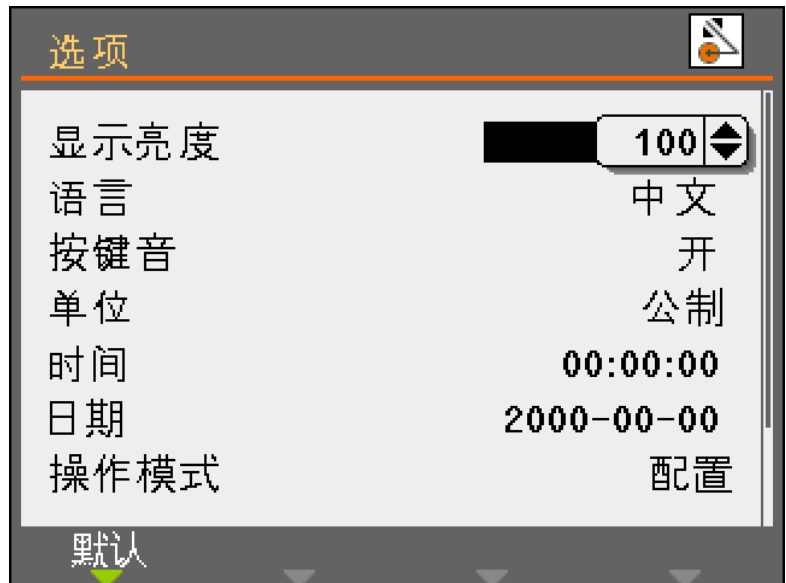 选项
显示亮度 100
语言 中文
按键音 开
单位 公制
时间 00:00:00
日期 2000-00-00
操作模式 配置
默认